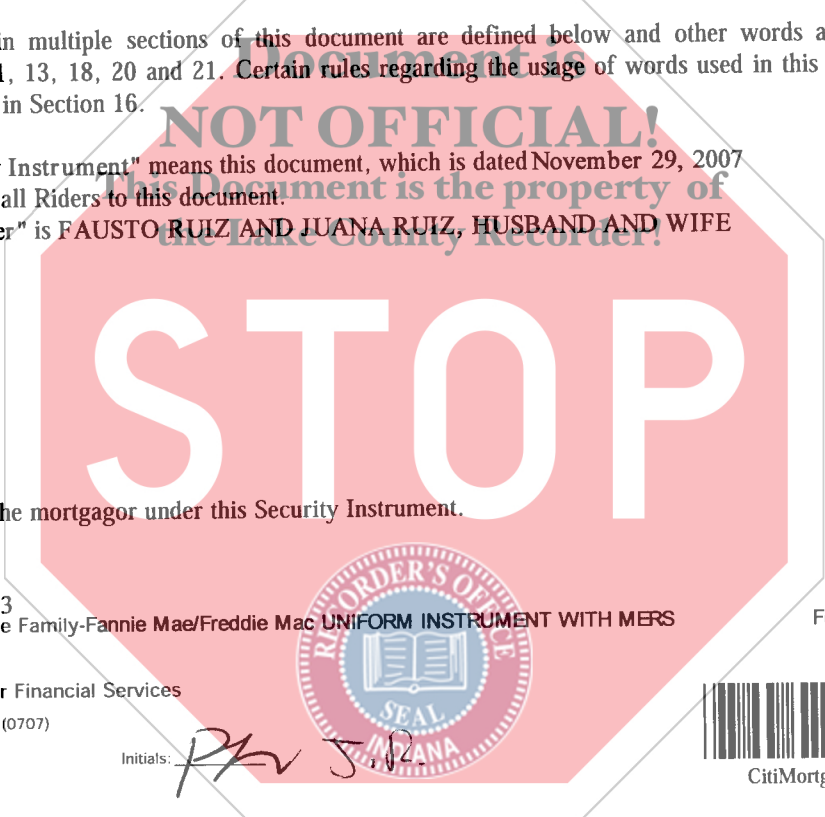 in multiple sections of this document are defined below and other words a
, 13, 18, 20 and 21. Certain rules regarding the usage of words used in this
in Section 16.
Document is
NOT OFFICIAL!
This Document is the property of
the Lake County Recorder!
Instrument" means this document, which is dated November 29, 2007
all Riders to this document.
er" is FAUSTO RUIZ AND JUANA RUIZ, HUSBAND AND WIFE
STOP
he mortgagor under this Security Instrument.
3
e Family-Fannie Mae/Freddie Mac UNIFORM INSTRUMENT WITH MERS
F
r Financial Services
(0707)
Initials: J.R.
RECORDER'S OFFICE
SEAL
INDIANA
CitiMortg